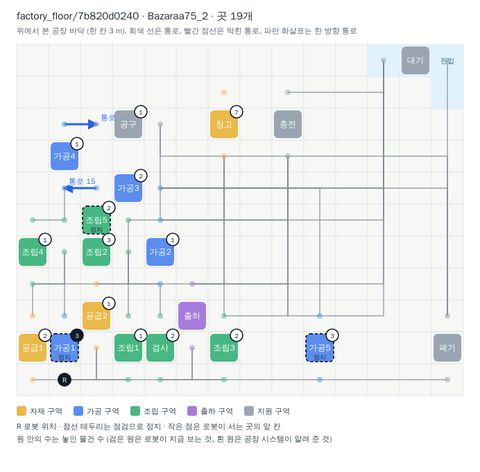 factory_floor/7b820d0240 · Bazaraa75_2 · 곳 19개
위에서 본 공장 바닥 (한 칸 3 m). 회색 선은 통로, 빨간 점선은 막힌 통로, 파란 화살표는 한 방향 통로
대기
1
통로
공구
7
창고
충전
1
가공4
통로 15
2
가공3
2
조립5
정지
1
조립4
3
조립2
1
가공2
1
공급2
출하
2
공급1
3
가공1
정지
1
조립1
2
검사
2
조립3
3
가공5
정지
폐기
R
자재 구역
가공 구역
조립 구역
출하 구역
지원 구역
R 로봇 위치 · 점선 테두리는 점검으로 정지 · 작은 점은 로봇이 서는 곳의 앞 칸
원 안의 수는 놓인 물건 수 (검은 원은 로봇이 지금 보는 것, 흰 원은 공장 시스템이 알려 준 것)